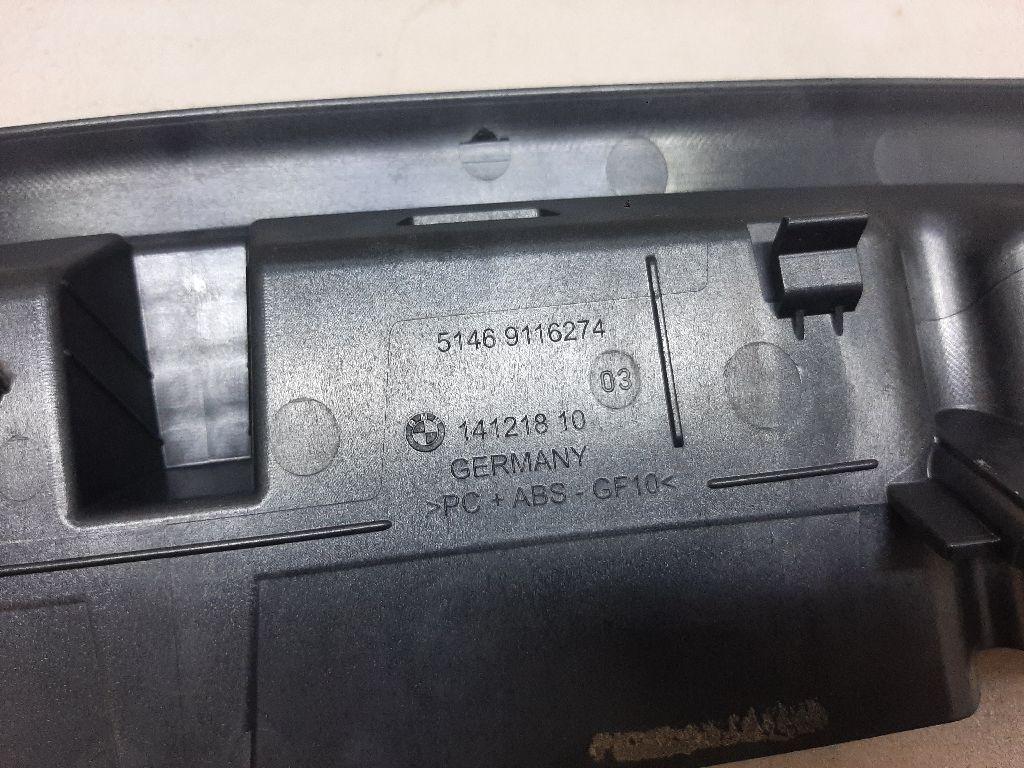 5146 9116274
03
141218 10
GERMANY
>PC + ABS - GF10<